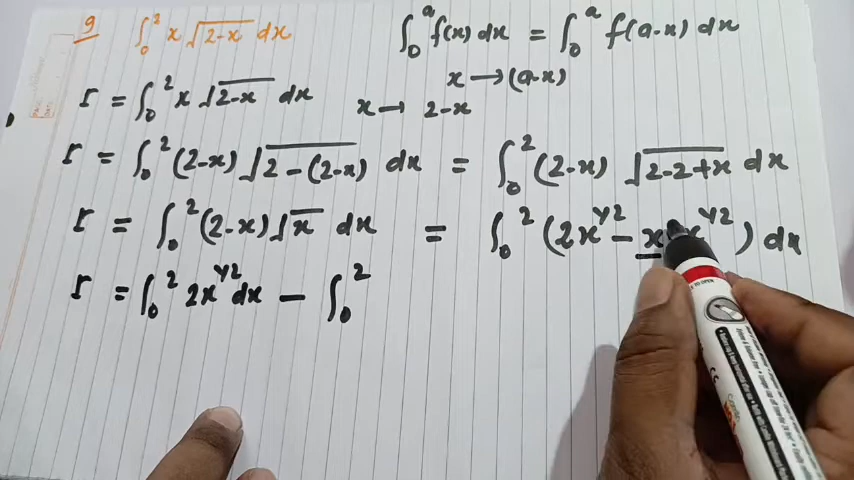 9 ∫₀² x √(2-x) dx
∫₀ᵃ f(x) dx = ∫₀ᵃ f(a-x) dx
x → (a-x)
I = ∫₀² x √(2-x) dx
x → 2-x
I = ∫₀² (2-x) √(2-(2-x)) dx = ∫₀² (2-x) √(2-2+x) dx
I = ∫₀² (2-x) √x dx = ∫₀² (2x^1/2 - x x^1/2) dx
I = ∫₀² 2x^1/2 dx - ∫₀²